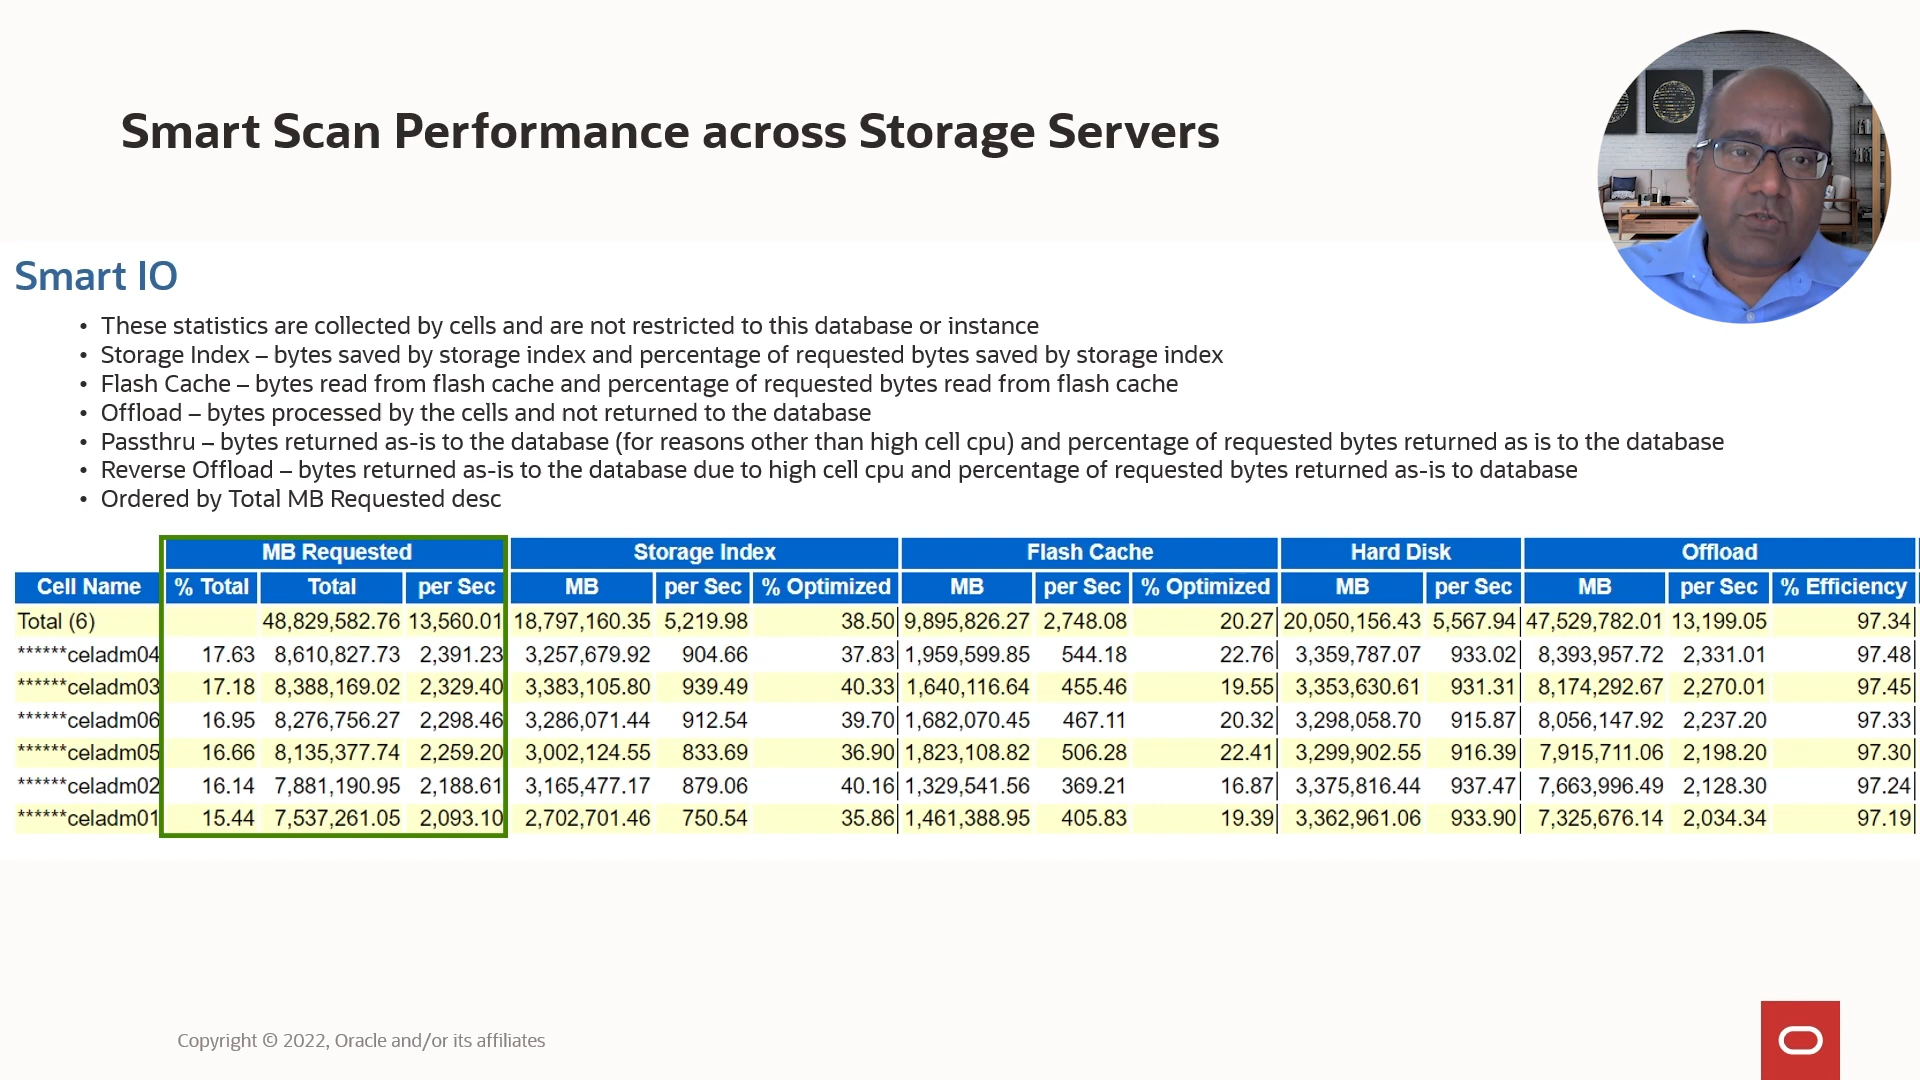 Smart Scan Performance across Storage Servers
Smart IO
• These statistics are collected by cells and are not restricted to this database or instance
• Storage Index – bytes saved by storage index and percentage of requested bytes saved by storage index
• Flash Cache – bytes read from flash cache and percentage of requested bytes read from flash cache
• Offload – bytes processed by the cells and not returned to the database
• Passthru – bytes returned as-is to the database (for reasons other than high cell cpu) and percentage of requested bytes returned as is to the database
• Reverse Offload – bytes returned as-is to the database due to high cell cpu and percentage of requested bytes returned as-is to database
• Ordered by Total MB Requested desc
MB Requested Storage Index Flash Cache Hard Disk Offload
Cell Name % Total Total per Sec MB per Sec % Optimized MB per Sec % Optimized MB per Sec MB per Sec % Efficiency
Total (6) 48,829,582.76 13,560.01 18,797,160.35 5,219.98 38.50 9,895,826.27 2,748.08 20.27 20,050,156.43 5,567.94 47,529,782.01 13,199.05 97.34
******celadm04 17.63 8,610,827.73 2,391.23 3,257,679.92 904.66 37.83 1,959,599.85 544.18 22.76 3,359,787.07 933.02 8,393,957.72 2,331.01 97.48
******celadm03 17.18 8,388,169.02 2,329.40 3,383,105.80 939.49 40.33 1,640,116.64 455.46 19.55 3,353,630.61 931.31 8,174,292.67 2,270.01 97.45
******celadm06 16.95 8,276,756.27 2,298.46 3,286,071.44 912.54 39.70 1,682,070.45 467.11 20.32 3,298,058.70 915.87 8,056,147.92 2,237.20 97.33
******celadm05 16.66 8,135,377.74 2,259.20 3,002,124.55 833.69 36.90 1,823,108.82 506.28 22.41 3,299,902.55 916.39 7,915,711.06 2,198.20 97.30
******celadm02 16.14 7,881,190.95 2,188.61 3,165,477.17 879.06 40.16 1,329,541.56 369.21 16.87 3,375,816.44 937.47 7,663,996.49 2,128.30 97.24
******celadm01 15.44 7,537,261.05 2,093.10 2,702,701.46 750.54 35.86 1,461,388.95 405.83 19.39 3,362,961.06 933.90 7,325,676.14 2,034.34 97.19
Copyright © 2022, Oracle and/or its affiliates